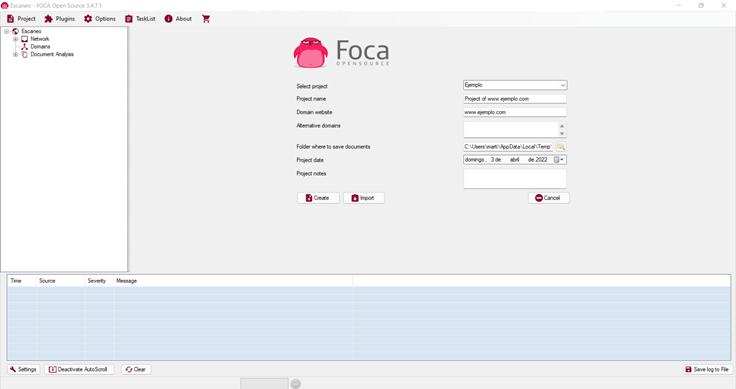 Escaneo - FOCA Open Source 3.4.7.1
Project Plugins Options TaskList About
Escaneo
Network
Domains
Document Analysis
Foca
OPENSOURCE
Select project Ejemplo
Project name Project of www.ejemplo.com
Domain website www.ejemplo.com
Alternative domains
Folder where to save documents C:\Users\marti\AppData\Local\Temp\
Project date domingo , 3 de abril de 2022
Project notes
Create Import Cancel
Time Source Severity Message
Settings Deactivate AutoScroll Clear Save log to File